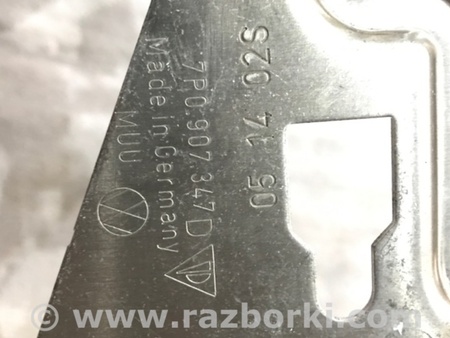 05 14 02S
7P0.907.347 D
Made in Germany
MUU
© www.razborki.com